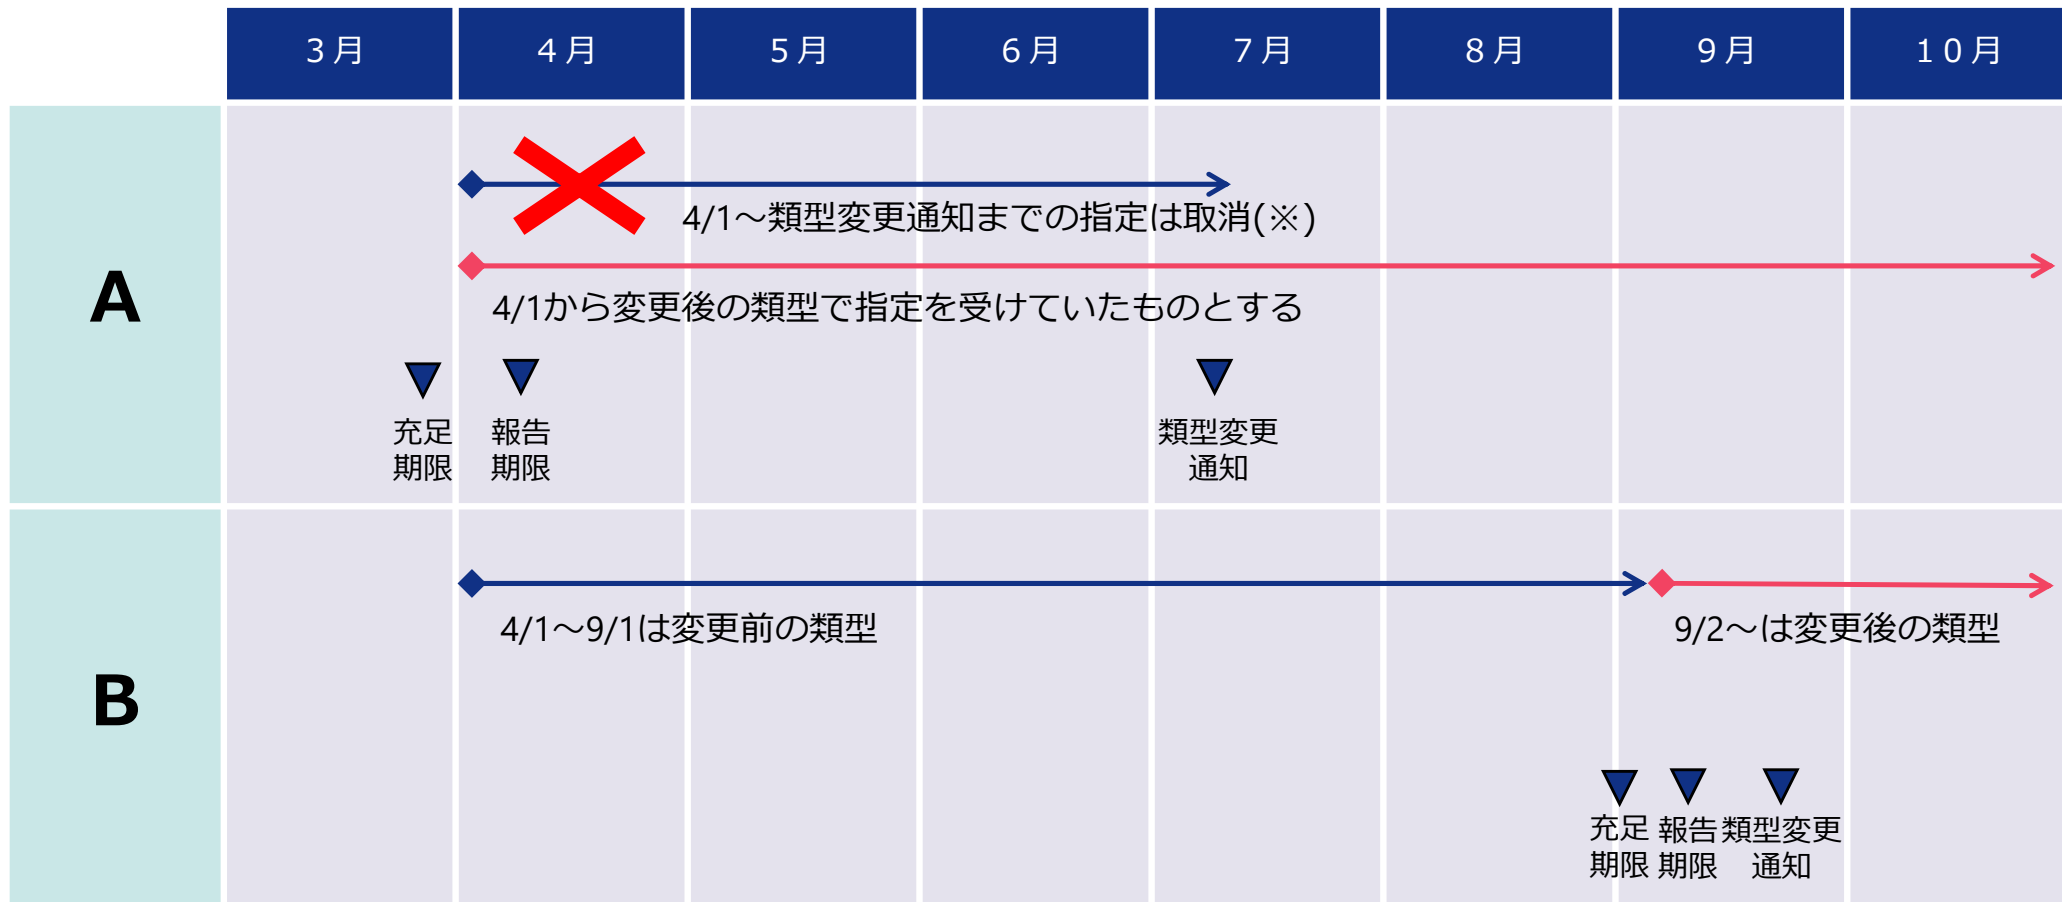 3月
4月
5月
6月
7月
8月
9月
10月
A
4/1～類型変更通知までの指定は取消(※)
4/1から変更後の類型で指定を受けていたものとする
充足
期限
報告
期限
類型変更
通知
B
4/1～9/1は変更前の類型
9/2～は変更後の類型
充足
期限
報告
期限
類型変更
通知